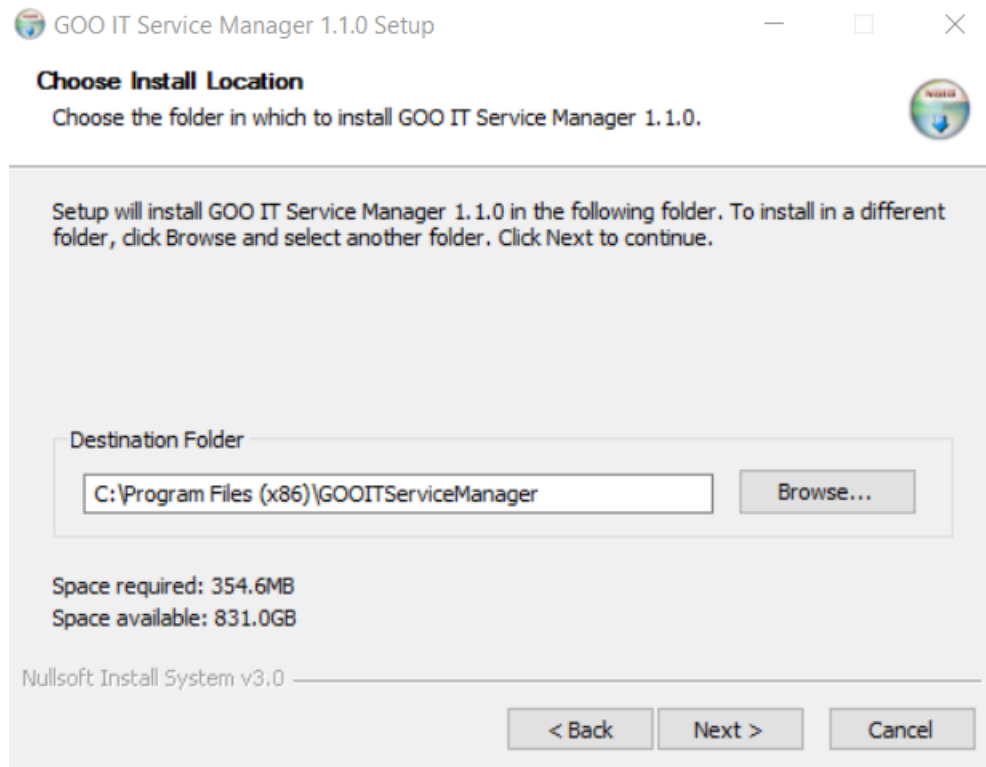 GOO IT Service Manager 1.1.0 Setup
Choose Install Location
Choose the folder in which to install GOO IT Service Manager 1.1.0.
Setup will install GOO IT Service Manager 1.1.0 in the following folder. To install in a different
folder, click Browse and select another folder. Click Next to continue.
Destination Folder
C:\Program Files (x86)\GOOITServiceManager
Browse...
Space required: 354.6MB
Space available: 831.0GB
Nullsoft Install System v3.0
< Back
Next >
Cancel